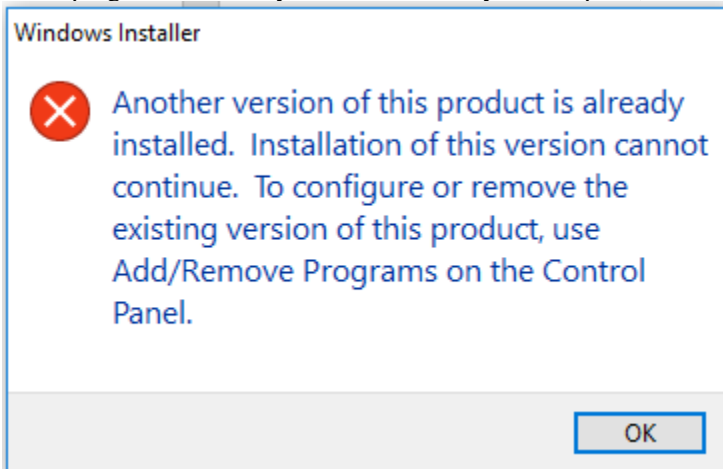 Windows Installer
Another version of this product is already
installed.  Installation of this version cannot
continue.  To configure or remove the
existing version of this product, use
Add/Remove Programs on the Control
Panel.
OK